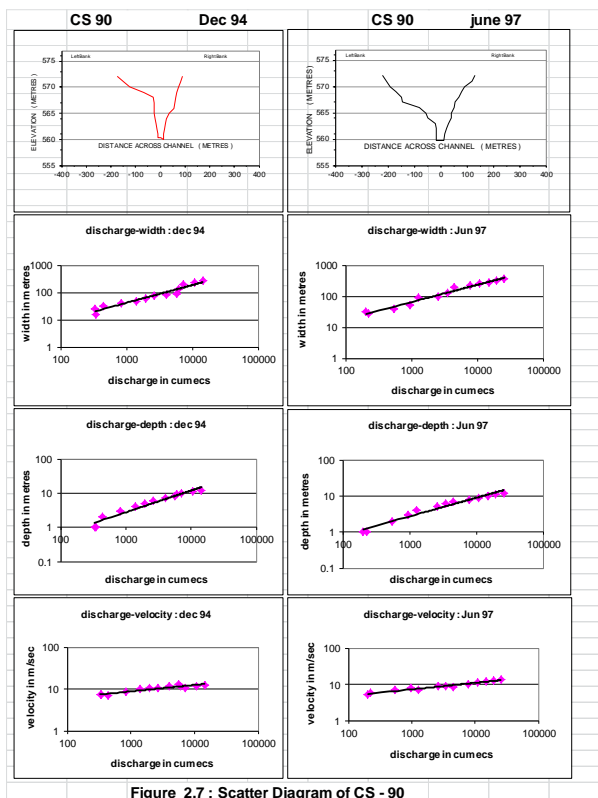 CS 90 Dec 94 CS 90 june 97
LeftBank RightBank
575
570
565
560
555
ELEVATION (METRES)
DISTANCE ACROSS CHANNEL (METRES)
-400 -300 -200 -100 0 100 200 300 400
LeftBank RightBank
575
570
565
560
555
ELEVATION (METRES)
DISTANCE ACROSS CHANNEL (METRES)
-400 -300 -200 -100 0 100 200 300 400
discharge-width : dec 94
1000
100
10
1
width in metres
100 1000 10000 100000
discharge in cumecs
discharge-width : Jun 97
1000
100
10
1
width in metres
100 1000 10000 100000
discharge in cumecs
discharge-depth : dec 94
100
10
1
0.1
depth in metres
100 1000 10000 100000
discharge in cumecs
discharge-depth : Jun 97
100
10
1
0.1
depth in metres
100 1000 10000 100000
discharge in cumecs
discharge-velocity : dec 94
100
10
1
velocity in m/sec
100 1000 10000 100000
discharge in cumecs
discharge-velocity : Jun 97
100
10
1
velocity in m/sec
100 1000 10000 100000
discharge in cumecs
Figure 2.7 : Scatter Diagram of CS - 90